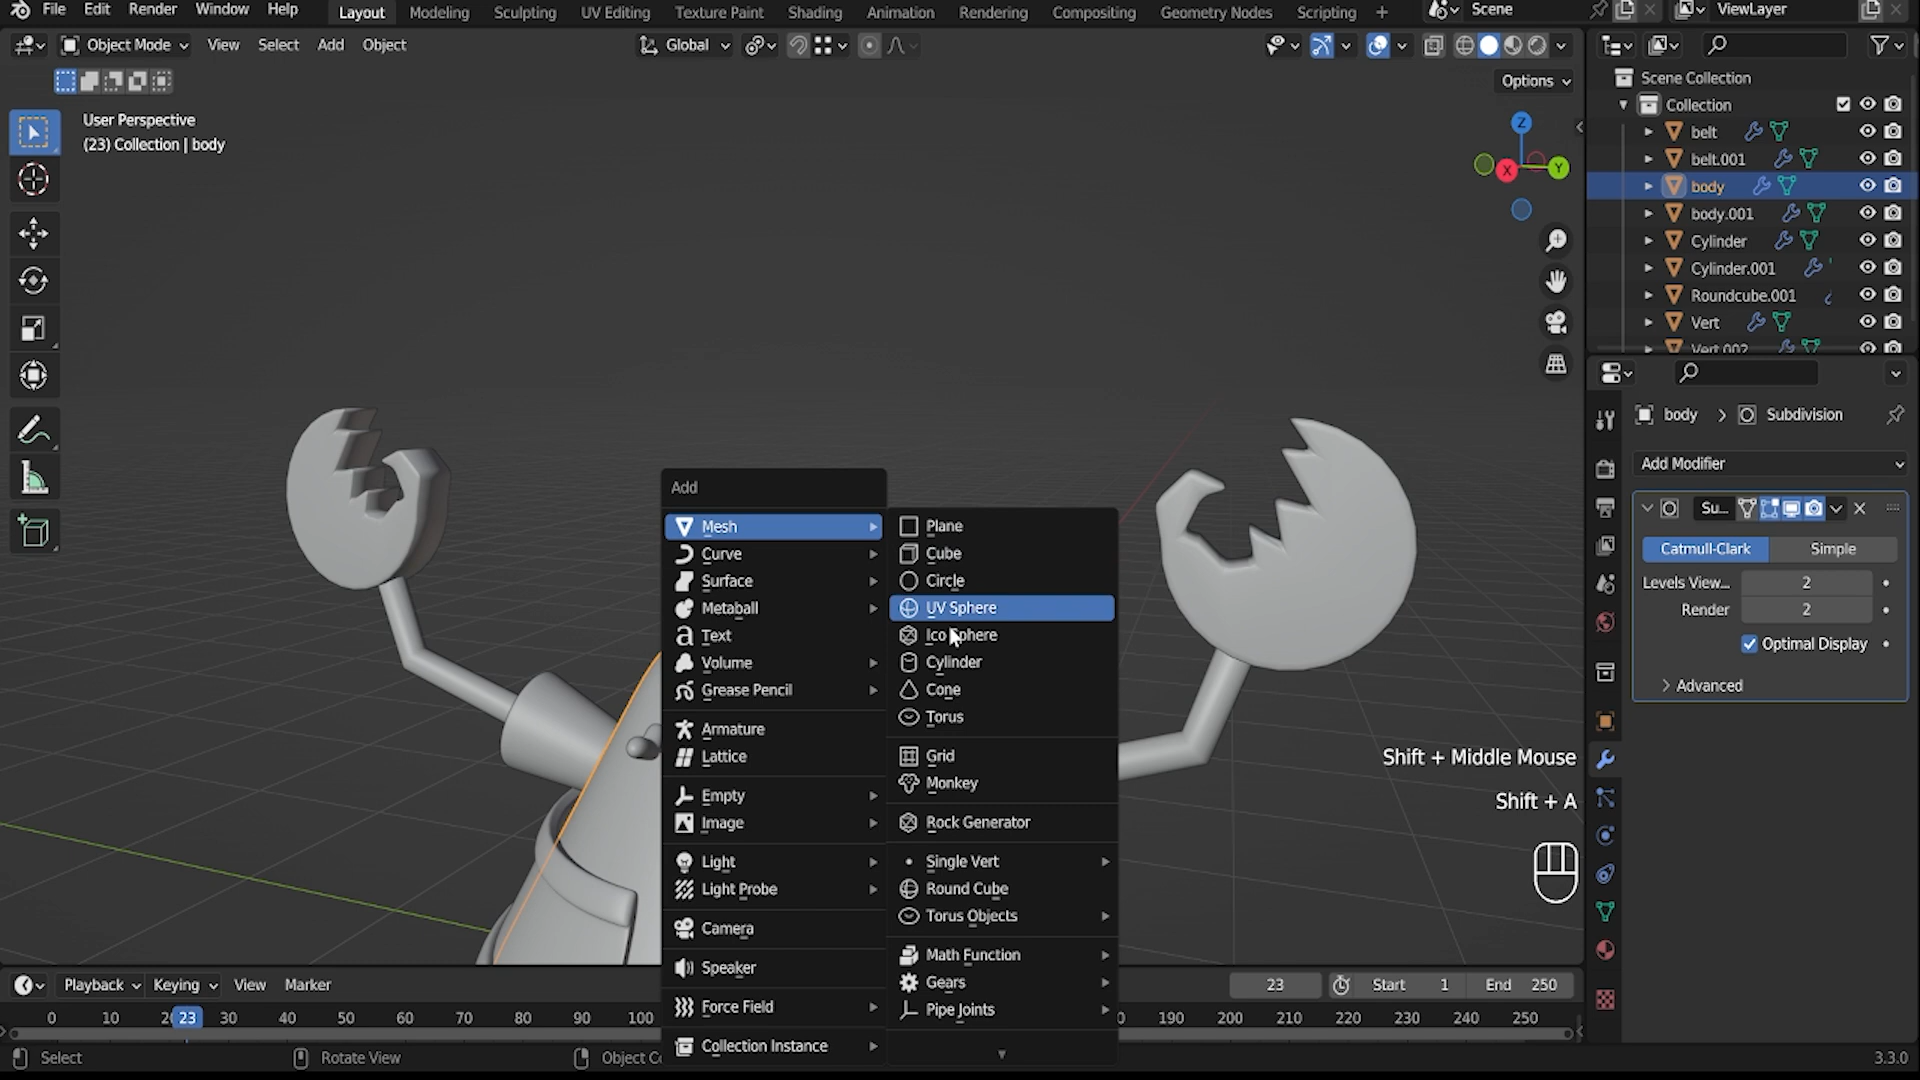 File Edit Render Window Help Layout Modeling Sculpting UV Editing Texture Paint Shading Animation Rendering Compositing Geometry Nodes Scripting + Scene ViewLayer
Object Mode View Select Add Object Global
Options
User Perspective
(23) Collection | body
Z
X
Y
Scene Collection
Collection
belt
belt.001
body
body.001
Cylinder
Cylinder.001
Roundcube.001
Vert
Vert.002
body > Subdivision
Add Modifier
Su...
Catmull-Clark Simple
Levels View... 2
Render 2
Optimal Display
Advanced
Add
Mesh
Curve
Surface
Metaball
Text
Volume
Grease Pencil
Armature
Lattice
Empty
Image
Light
Light Probe
Camera
Speaker
Force Field
Collection Instance
Plane
Cube
Circle
UV Sphere
Ico Sphere
Cylinder
Cone
Torus
Grid
Monkey
Rock Generator
Single Vert
Round Cube
Torus Objects
Math Function
Gears
Pipe Joints
Shift + Middle Mouse
Shift + A
Playback Keying View Marker 23 Start 1 End 250
0 10 23 30 40 50 60 70 80 90 100 190 200 210 220 230 240 250
Select Rotate View Object 3.3.0